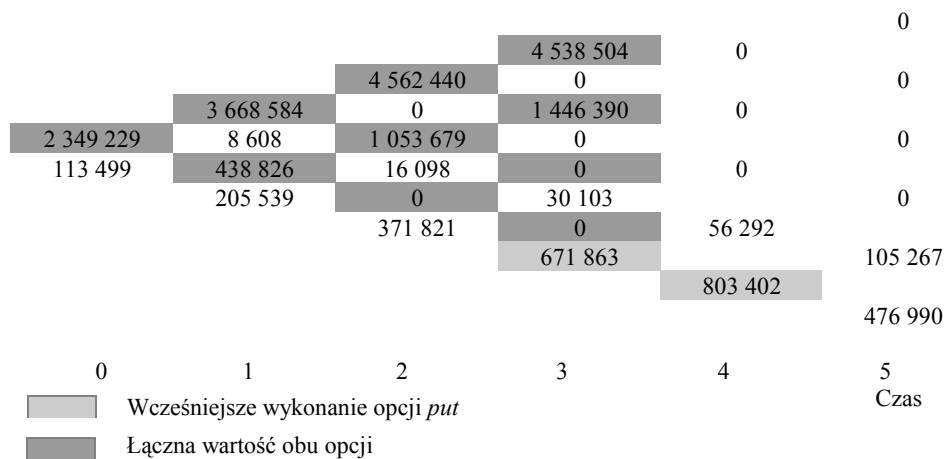 0
4 538 504 0
4 562 440 0 0
3 668 584 0 1 446 390 0
2 349 229 8 608 1 053 679 0 0
113 499 438 826 16 098 0 0
205 539 0 30 103 0
371 821 0 56 292
671 863 105 267
803 402
476 990
0 1 2 3 4 5
Czas
Wcześniejsze wykonanie opcji put
Łączna wartość obu opcji